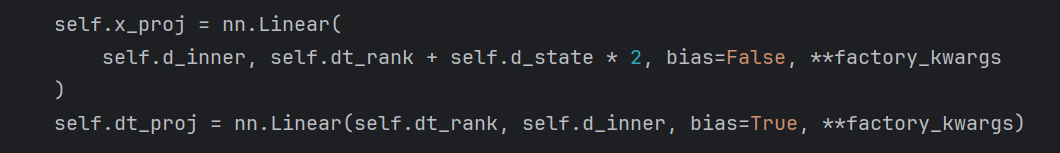 self.x_proj = nn.Linear(
    self.d_inner, self.dt_rank + self.d_state * 2, bias=False, **factory_kwargs
)
self.dt_proj = nn.Linear(self.dt_rank, self.d_inner, bias=True, **factory_kwargs)